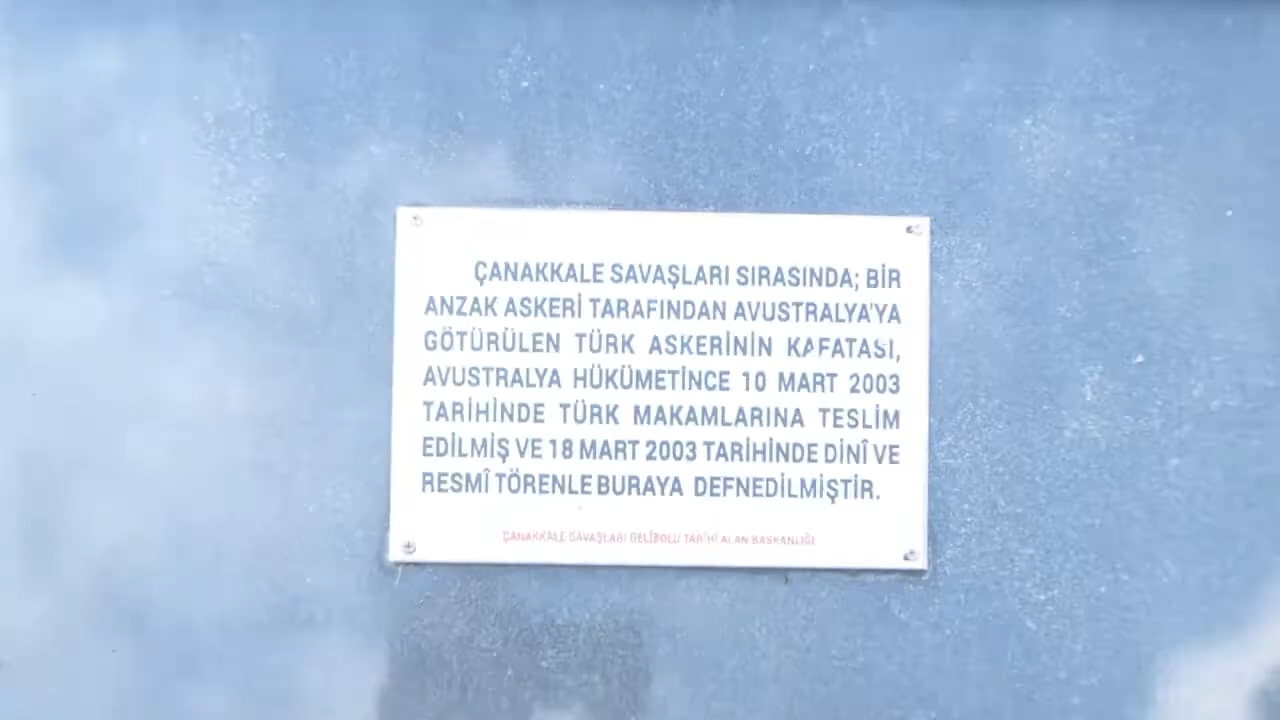 ÇANAKKALE SAVAŞLARI SIRASINDA; BİR
ANZAK ASKERİ TARAFINDAN AVUSTRALYA'YA
GÖTÜRÜLEN TÜRK ASKERİNİN KAFATASI,
AVUSTRALYA HÜKÜMETİNCE 10 MART 2003
TARİHİNDE TÜRK MAKAMLARINA TESLİM
EDİLMİŞ VE 18 MART 2003 TARİHİNDE DİNÎ VE
RESMÎ TÖRENLE BURAYA DEFNEDİLMİŞTİR.
ÇANAKKALE SAVAŞLARI GELİBOLU TARİHİ ALAN BAŞKANLIĞI